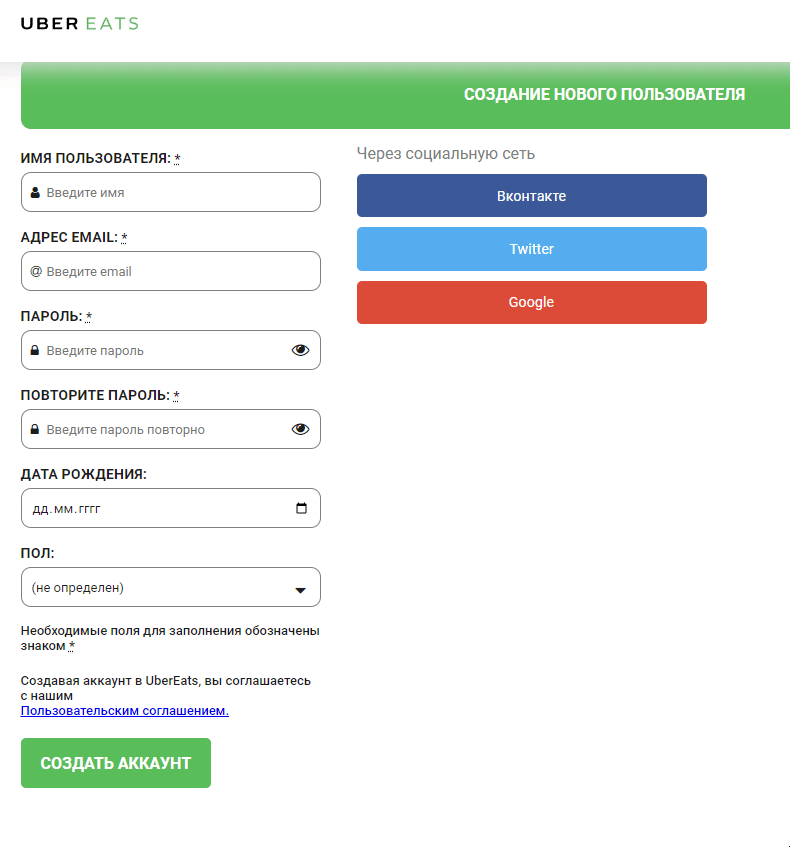 UBER EATS
СОЗДАНИЕ НОВОГО ПОЛЬЗОВАТЕЛЯ
ИМЯ ПОЛЬЗОВАТЕЛЯ: *
Введите имя
АДРЕС EMAIL: *
@ Введите email
ПАРОЛЬ: *
Введите пароль
ПОВТОРИТЕ ПАРОЛЬ: *
Введите пароль повторно
ДАТА РОЖДЕНИЯ:
дд.мм.гггг
ПОЛ:
(не определен)
Необходимые поля для заполнения обозначены
знаком *
Создавая аккаунт в UberEats, вы соглашаетесь
с нашим
Пользовательским соглашением.
СОЗДАТЬ АККАУНТ
Через социальную сеть
Вконтакте
Twitter
Google